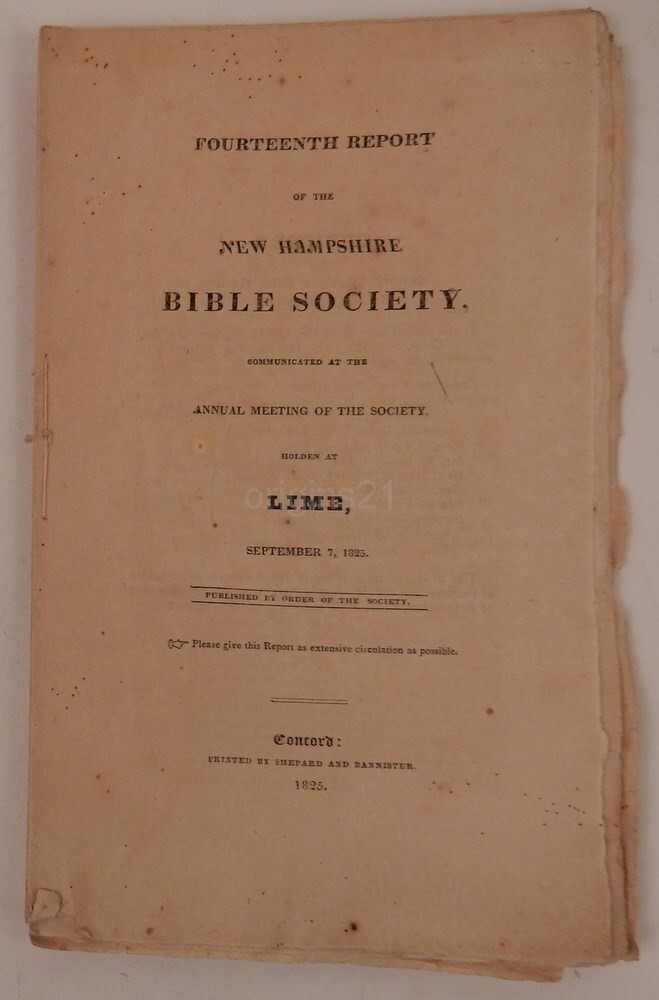 FOURTEENTH REPORT
OF THE
NEW HAMPSHIRE
BIBLE SOCIETY.
COMMUNICATED AT THE
ANNUAL MEETING OF THE SOCIETY.
HOLDEN AT
origins21
LIME,
SEPTEMBER 7, 1825.
PUBLISHED BY ORDER OF THE SOCIETY.
☞ Please give this Report as extensive circulation as possible.
Concord:
PRINTED BY SHEPARD AND BANNISTER.
1825.